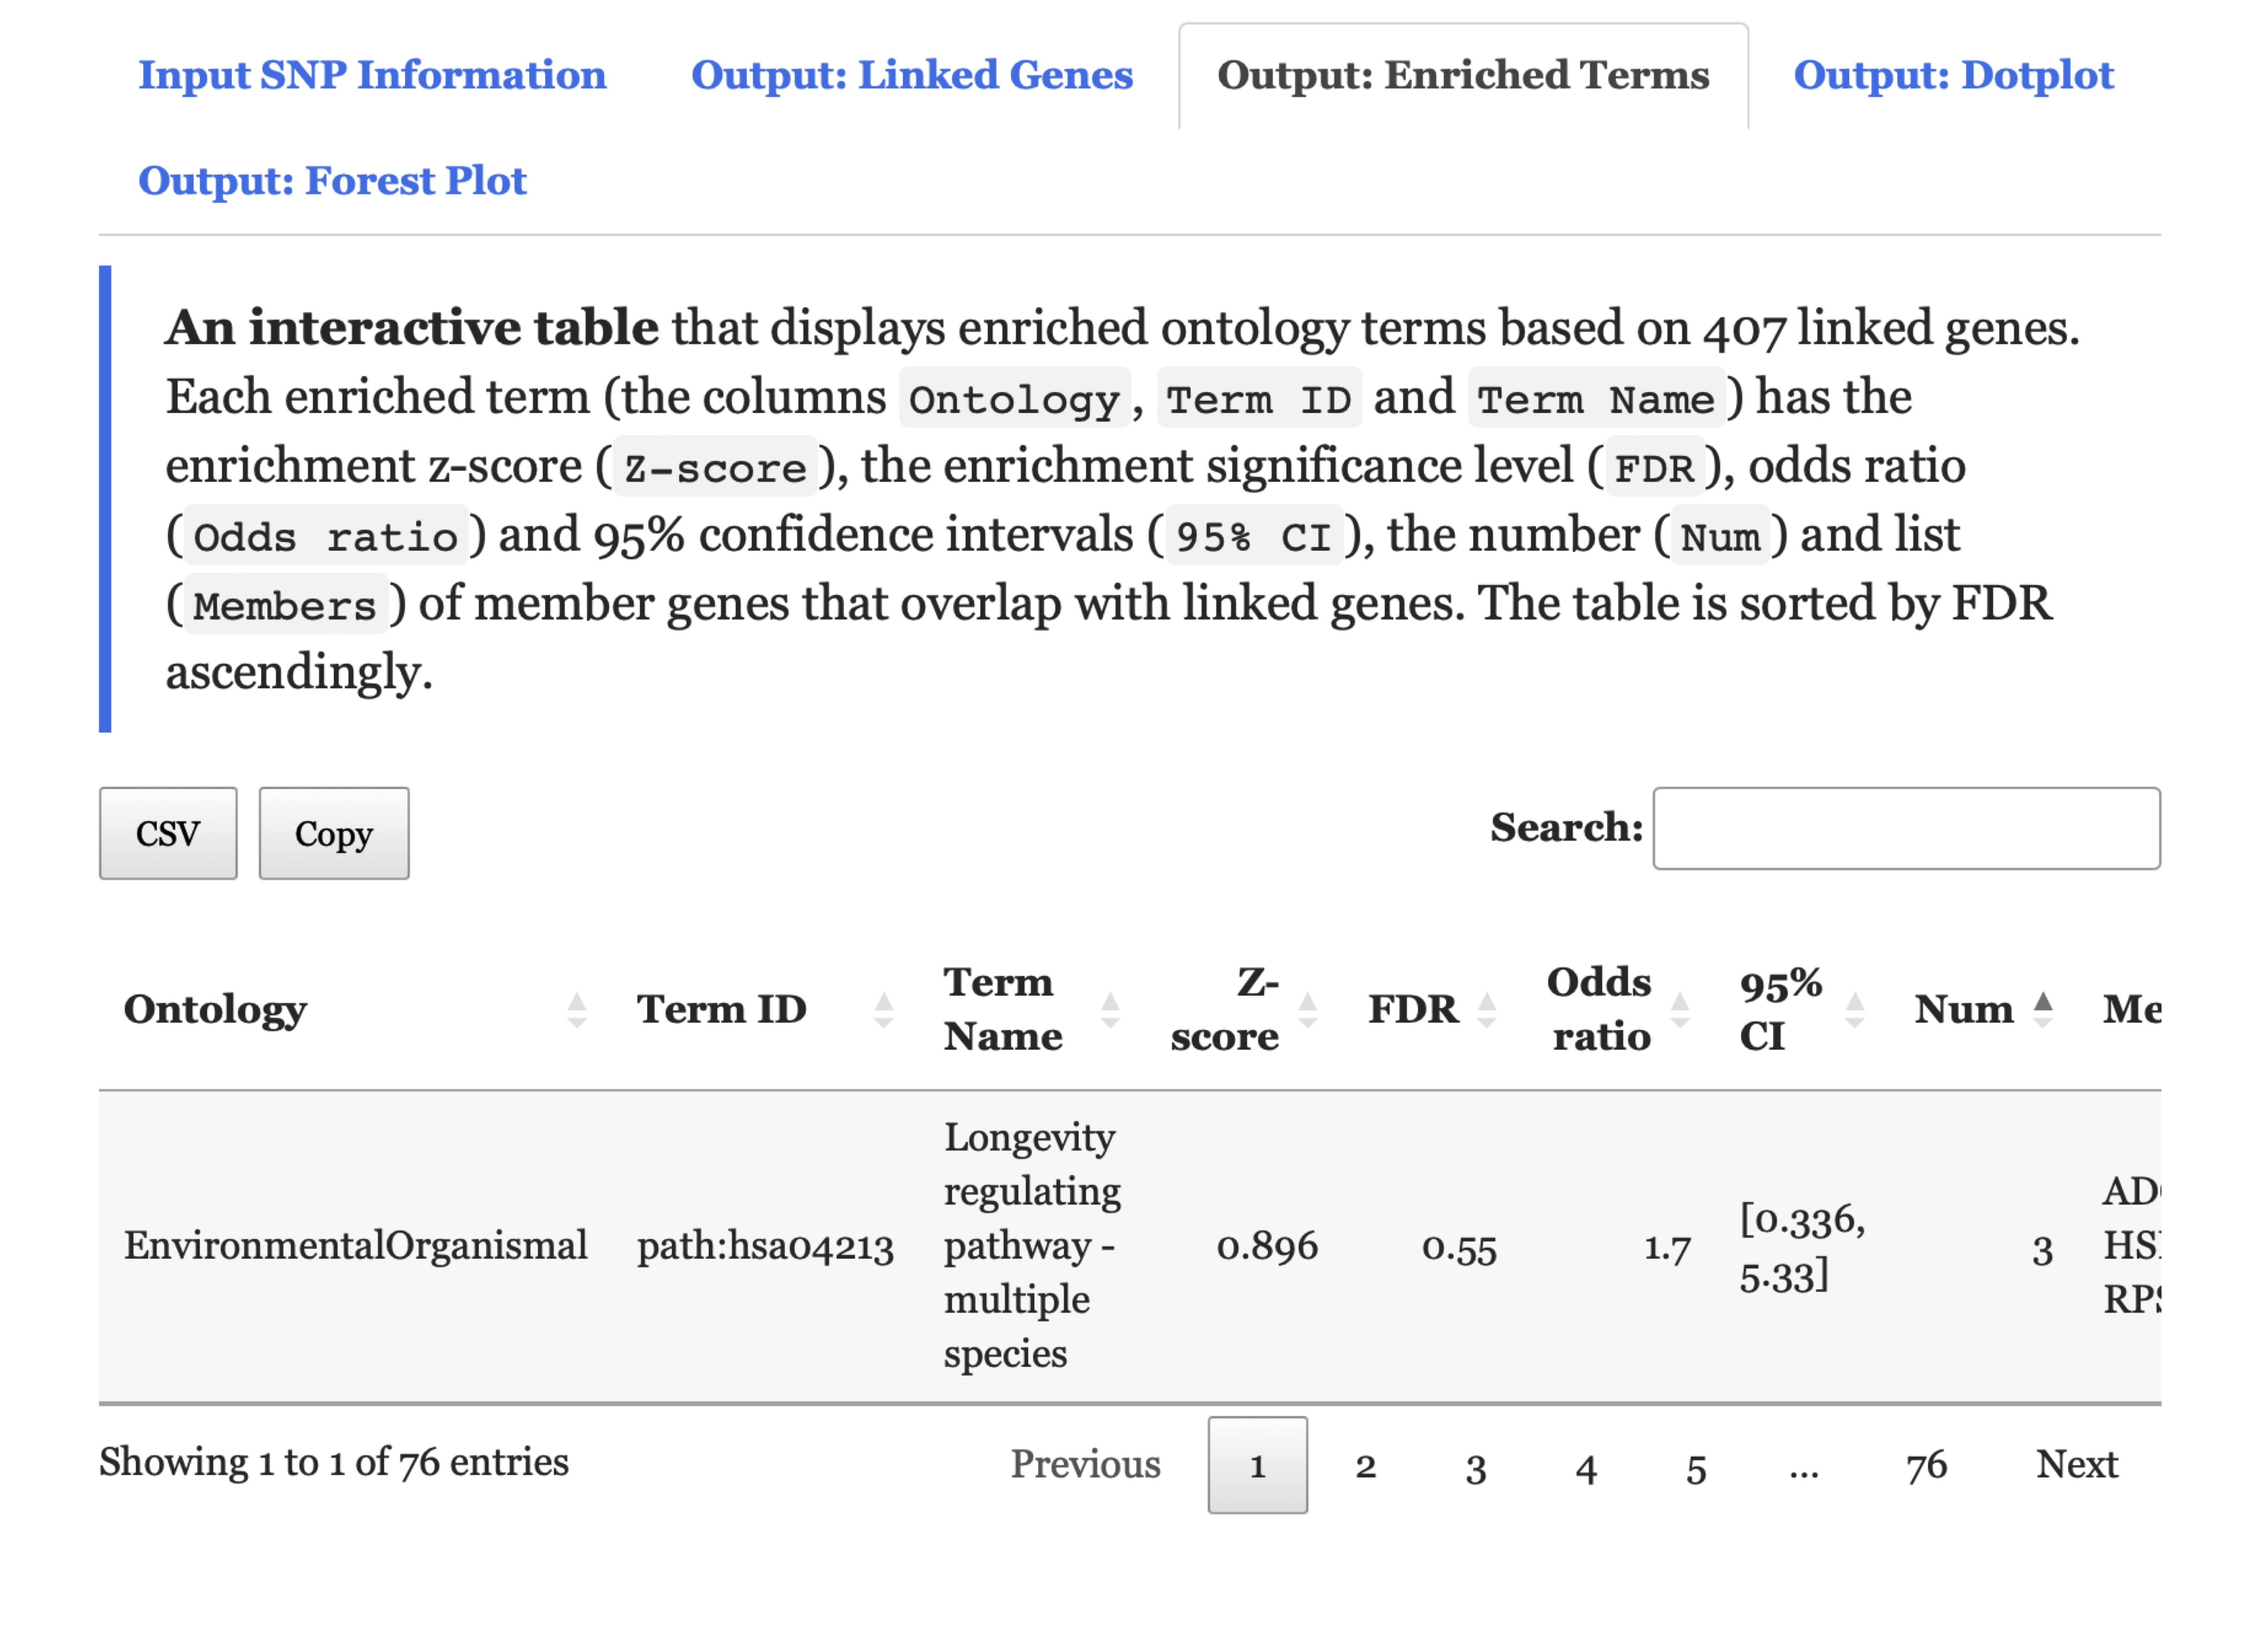 Input SNP Information Output: Linked Genes Output: Enriched Terms Output: Dotplot
Output: Forest Plot
An interactive table that displays enriched ontology terms based on 407 linked genes.
Each enriched term (the columns Ontology, Term ID and Term Name) has the
enrichment z-score (Z-score), the enrichment significance level (FDR), odds ratio
(Odds ratio) and 95% confidence intervals (95% CI), the number (Num) and list
(Members) of member genes that overlap with linked genes. The table is sorted by FDR
ascendingly.
CSV Copy Search:
Ontology Term ID Term Name Z-score FDR Odds ratio 95% CI Num
EnvironmentalOrganismal path:hsa04213 Longevity regulating pathway - multiple species 0.896 0.55 1.7 [0.336, 5.33] 3
Showing 1 to 1 of 76 entries Previous 1 2 3 4 5 ... 76 Next